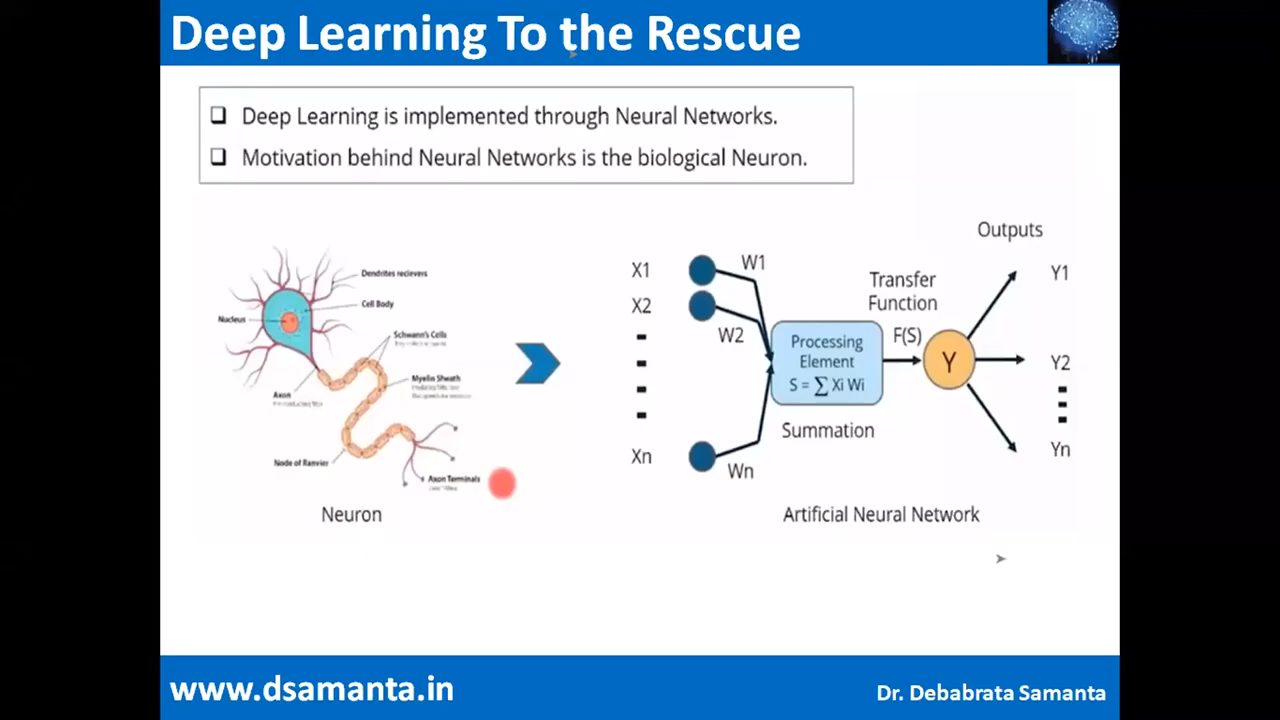 Deep Learning To the Rescue
Deep Learning is implemented through Neural Networks.
Motivation behind Neural Networks is the biological Neuron.
Dendrites recievers
Cell Body
Nucleus
Schwann's Cells
Myelin Sheath
Axon
Node of Ranvier
Axon Terminals
Neuron
X1
X2
Xn
W1
W2
Wn
Processing
Element
S = ∑ Xi Wi
Summation
Transfer
Function
F(S)
Y
Outputs
Y1
Y2
Yn
Artificial Neural Network
www.dsamanta.in
Dr. Debabrata Samanta